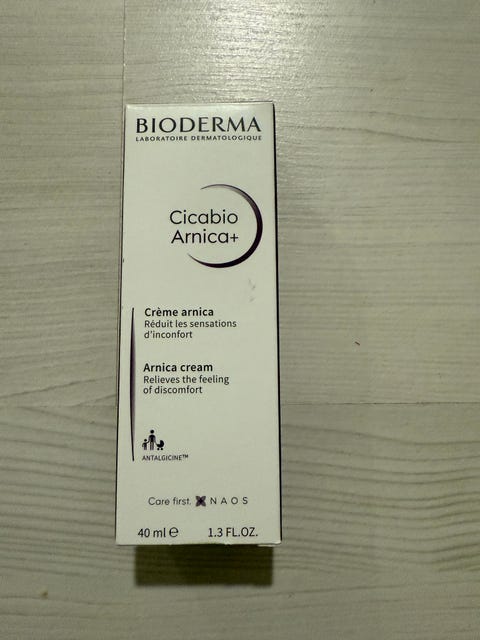 BIODERMA
LABORATOIRE DERMATOLOGIQUE
Cicabio
Arnica+
Crème arnica
Réduit les sensations
d'inconfort
Arnica cream
Relieves the feeling
of discomfort
ANTALGICINE™
Care first. NAOS
40 ml ℮ 1.3 FL.OZ.